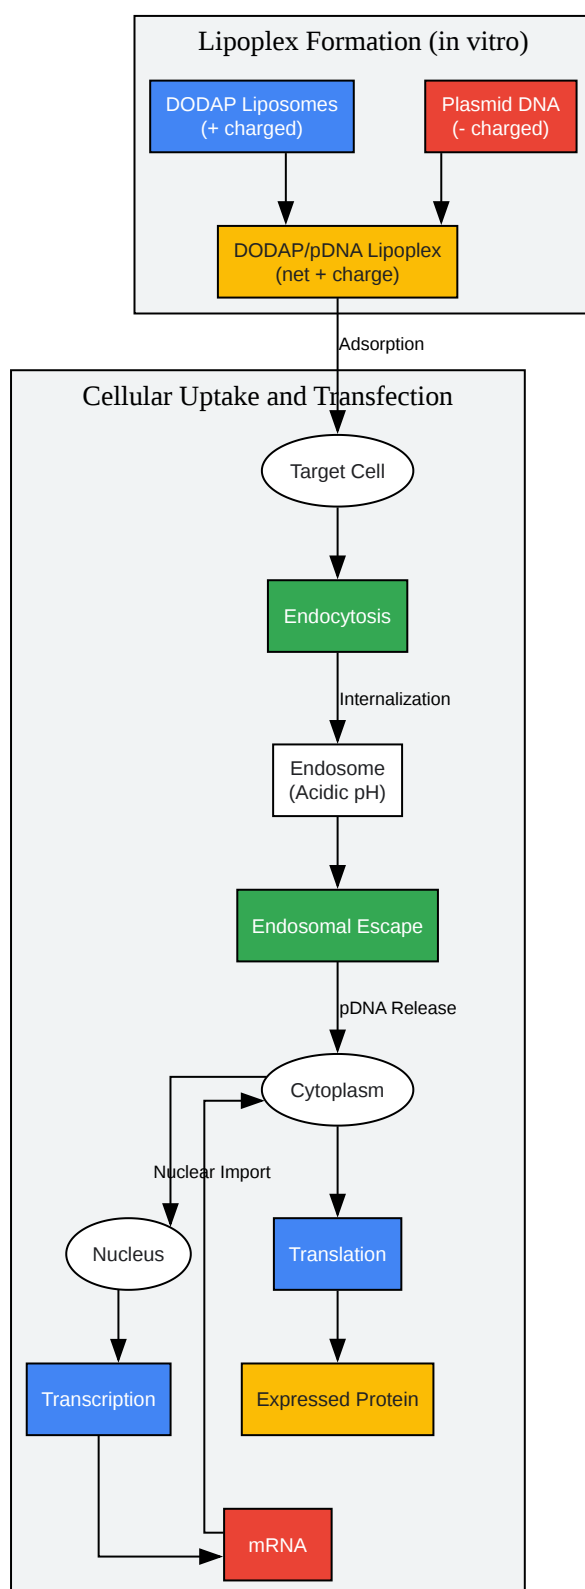 Lipoplex Formation (in vitro)
DODAP Liposomes
(+ charged)
Plasmid DNA
(- charged)
DODAP/pDNA Lipoplex
(net + charge)
Adsorption
Cellular Uptake and Transfection
Target Cell
Endocytosis
Internalization
Endosome
(Acidic pH)
Endosomal Escape
pDNA Release
Cytoplasm
Nuclear Import
Nucleus
Translation
Transcription
Expressed Protein
mRNA